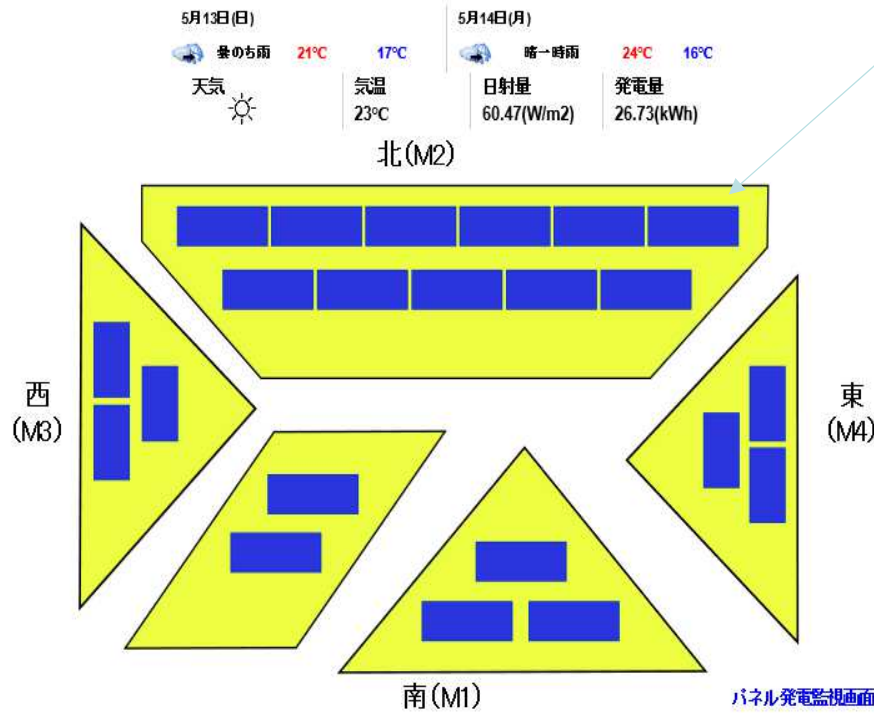 5月13日(日)
曇のち雨 21℃ 17℃
5月14日(月)
晴一時雨 24℃ 16℃
天気
気温
23℃
日射量
60.47(W/m2)
発電量
26.73(kWh)
北(M2)
西
(M3)
東
(M4)
南(M1)
パネル発電監視画面